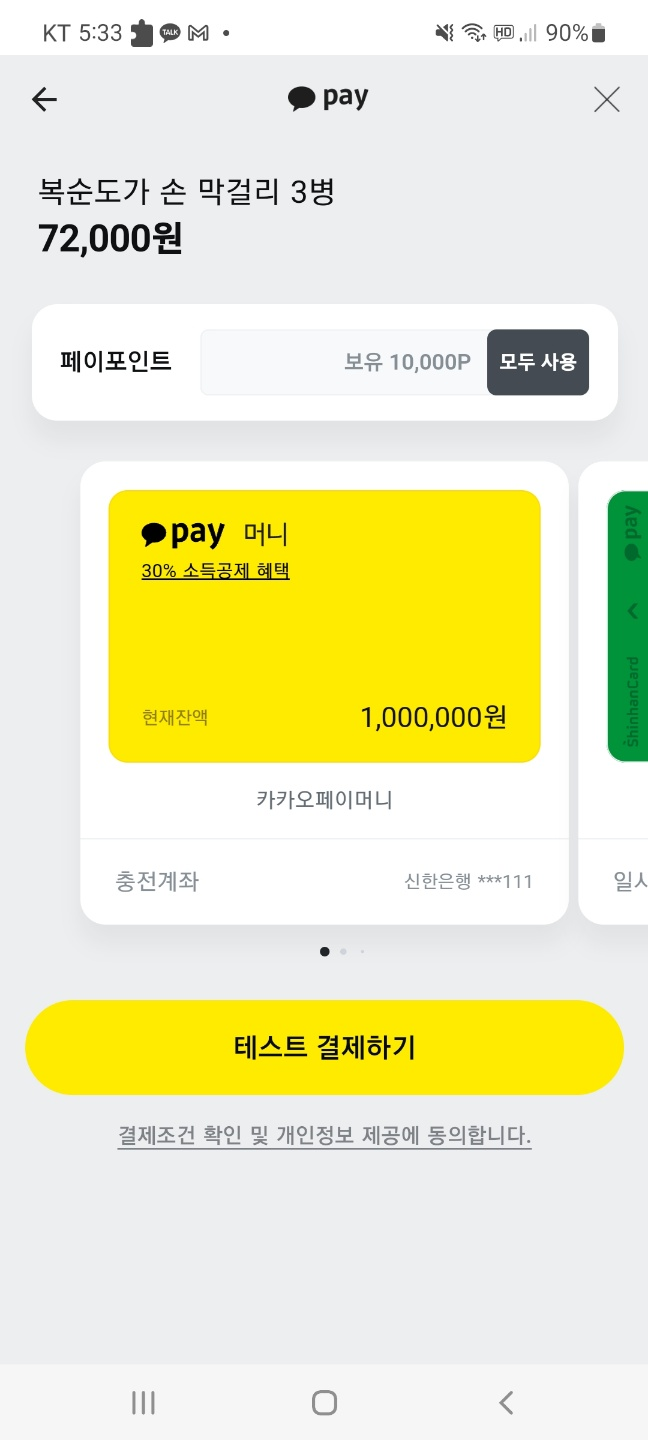 KT 5:33 TALK HD 90%
pay
복순도가 손 막걸리 3병
72,000원
페이포인트 보유 10,000P 모두 사용
pay 머니
30% 소득공제 혜택
현재잔액 1,000,000원
카카오페이머니
충전계좌 신한은행 ***111
pay
ShinhanCard
일시
테스트 결제하기
결제조건 확인 및 개인정보 제공에 동의합니다.